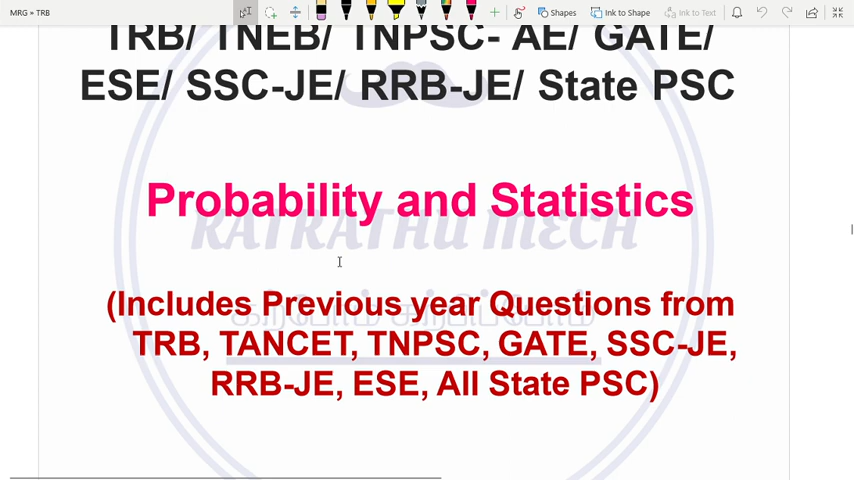 MRG » TRB
Shapes
Ink to Shape
Ink to Text
TRB/ TNEB/ TNPSC- AE/ GATE/
ESE/ SSC-JE/ RRB-JE/ State PSC
Probability and Statistics
KATRATHU MECH
(Includes Previous year Questions from
TRB, TANCET, TNPSC, GATE, SSC-JE,
RRB-JE, ESE, All State PSC)